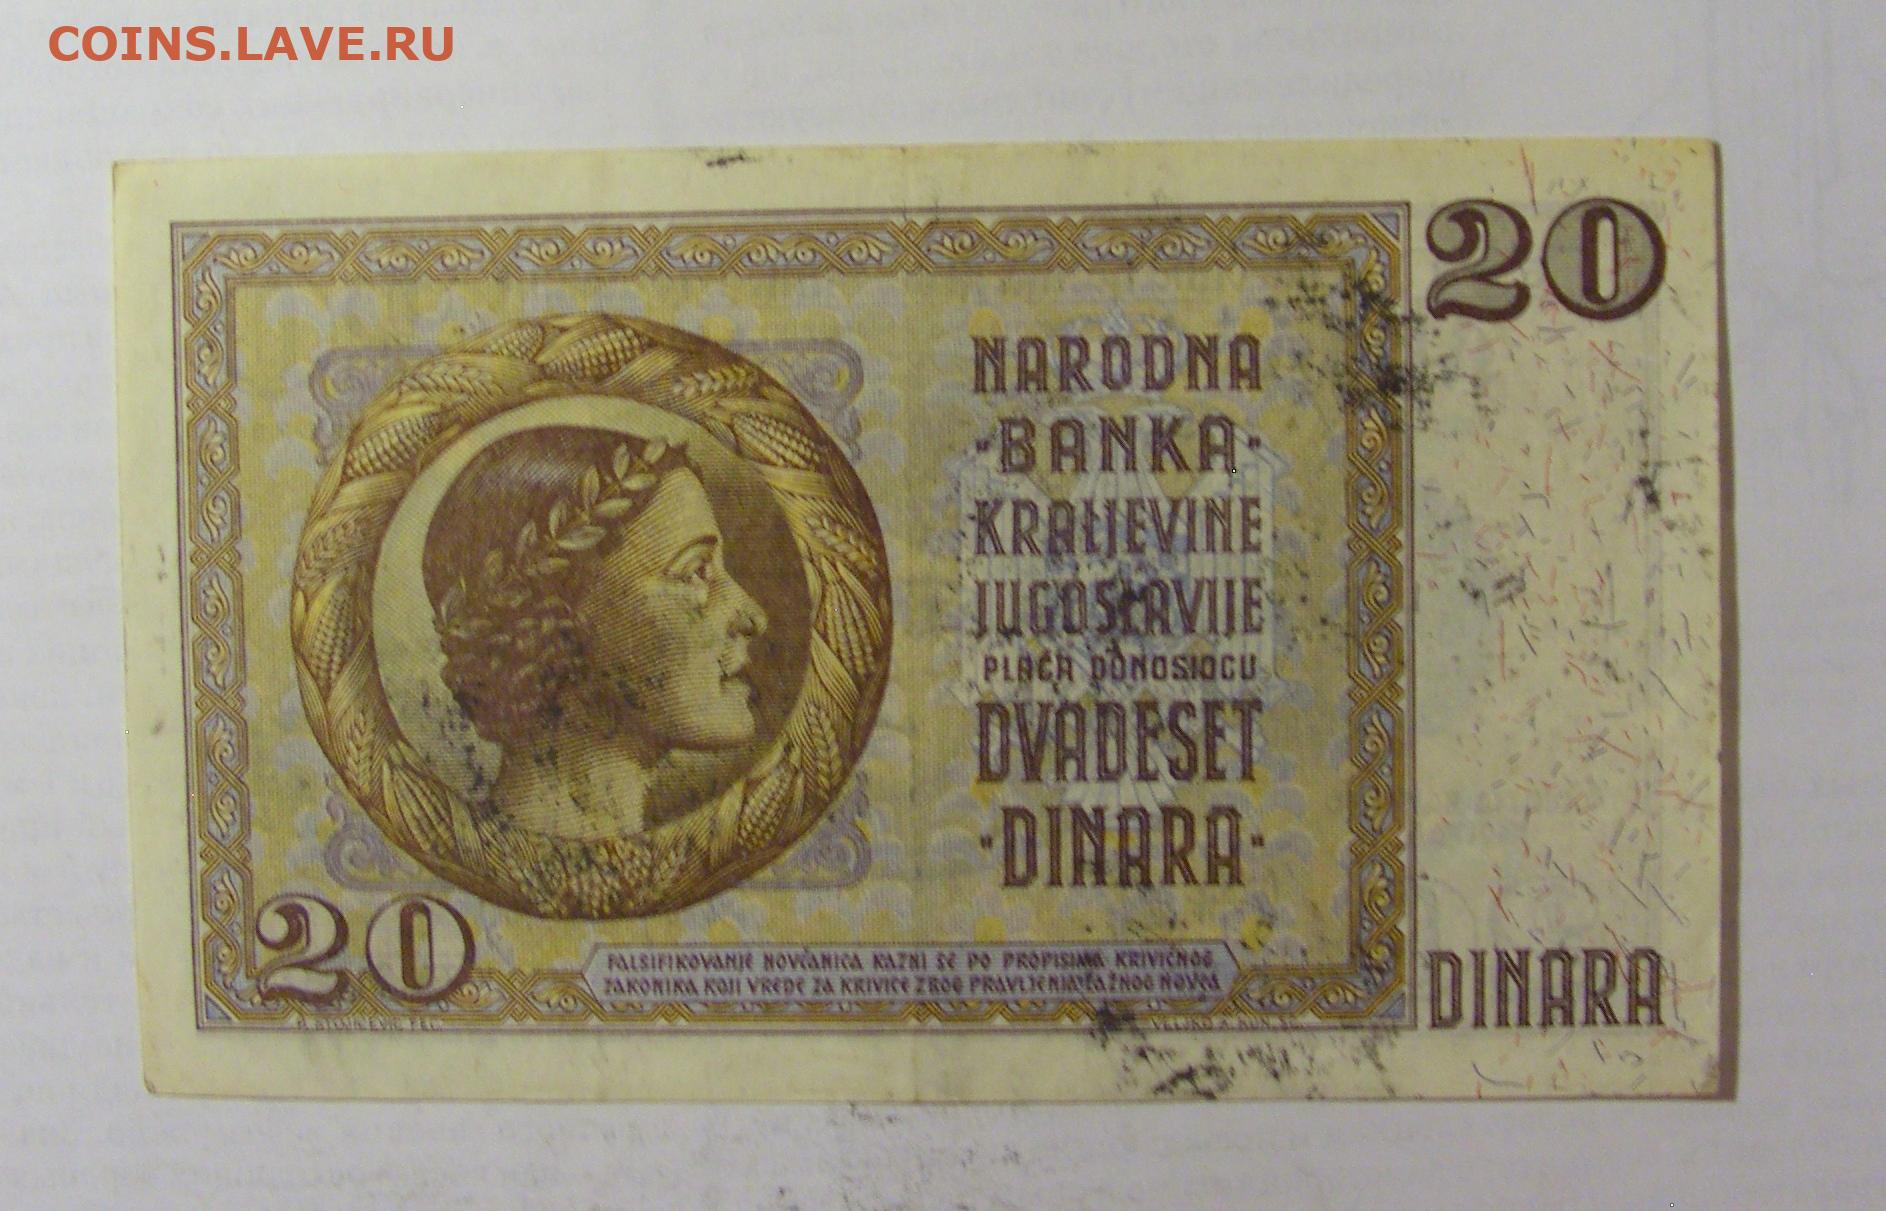 COINS.LAVE.RU
20
NARODNA
·BANKA·
KRALJEVINE
JUGOSLAVIJE
PLAĆA DONOSIOCU
DVADESET
·DINARA·
20
FALSIFIKOVANJE NOVČANICA KAZNI SE PO PROPISIMA KRIVIČNOG
ZAKONIKA KOJI VREDE ZA KRIVICE ZBOG PRAVLJENJA LAŽNOG NOVCA
DINARA